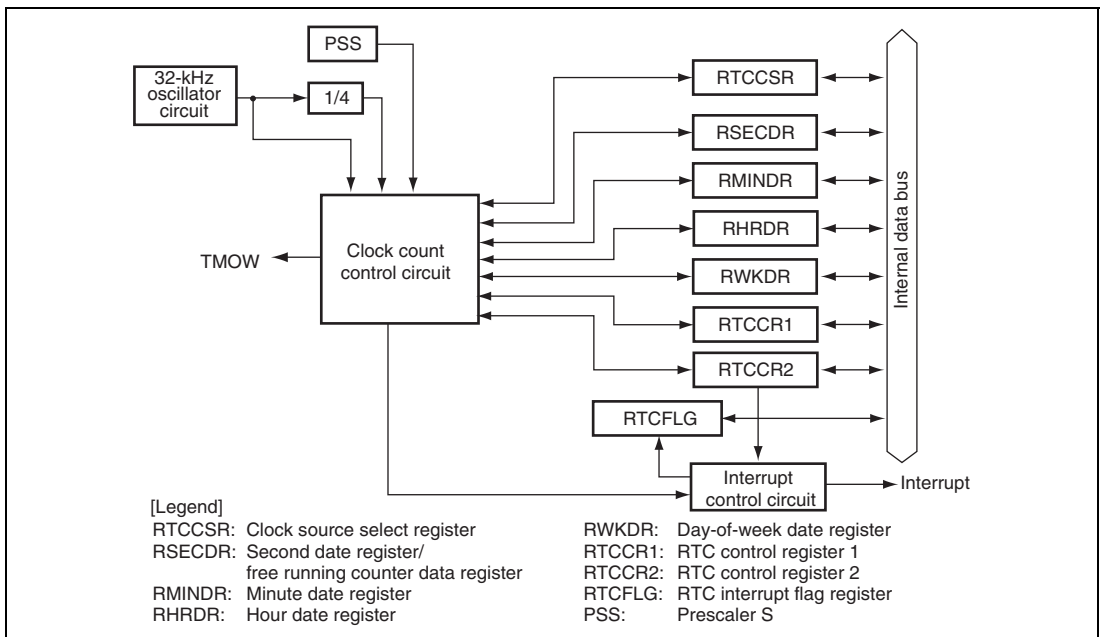 PSS
32-kHz
oscillator
circuit
1/4
RTCCSR
RSECDR
RMINDR
RHRDR
RWKDR
RTCCR1
RTCCR2
RTCFLG
Clock count
control circuit
TMOW
Internal data bus
Interrupt
control circuit
Interrupt
[Legend]
RTCCSR: Clock source select register
RSECDR: Second date register/
free running counter data register
RMINDR: Minute date register
RHRDR: Hour date register
RWKDR: Day-of-week date register
RTCCR1: RTC control register 1
RTCCR2: RTC control register 2
RTCFLG: RTC interrupt flag register
PSS: Prescaler S